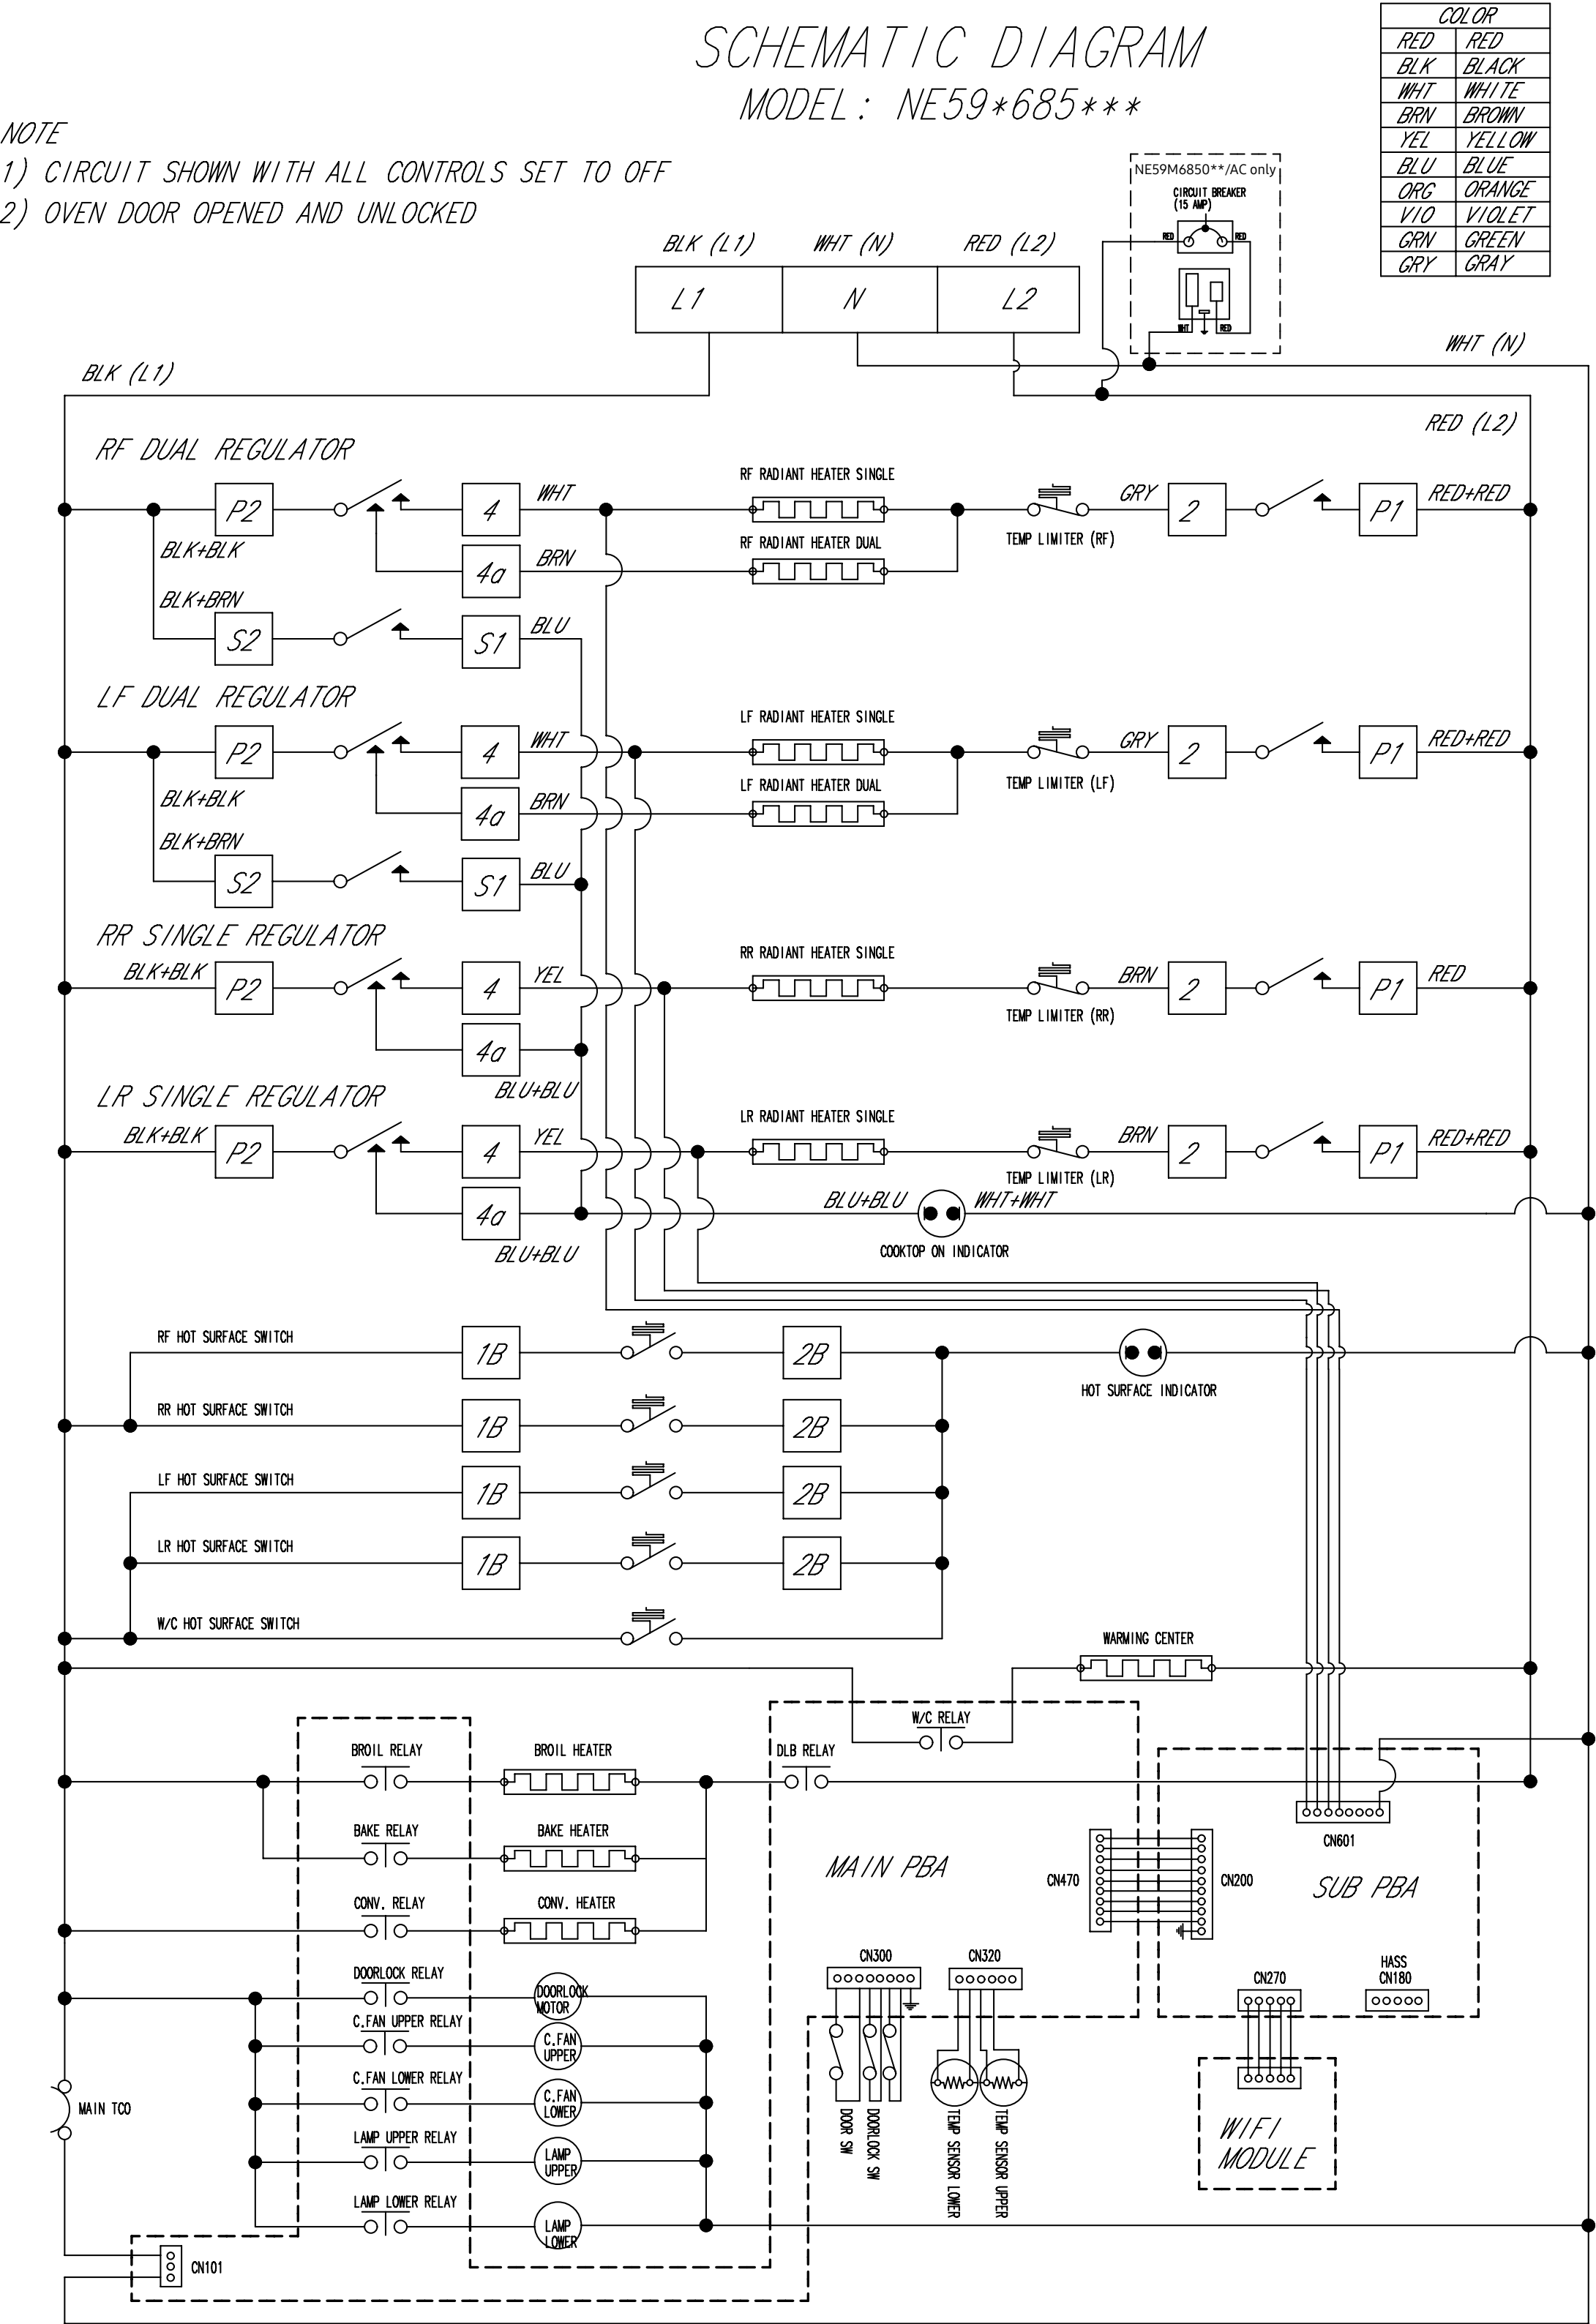 SCHEMATIC DIAGRAM
MODEL: NE59*685***
COLOR
RED RED
BLK BLACK
WHT WHITE
BRN BROWN
YEL YELLOW
BLU BLUE
ORG ORANGE
VIO VIOLET
GRN GREEN
GRY GRAY
NOTE
1) CIRCUIT SHOWN WITH ALL CONTROLS SET TO OFF
2) OVEN DOOR OPENED AND UNLOCKED
NE59M6850**/AC only
CIRCUIT BREAKER
(15 AMP)
RED RED
WHT RED
BLK (L1) WHT (N) RED (L2)
L1 N L2
WHT (N)
BLK (L1)
RED (L2)
RF DUAL REGULATOR
RF RADIANT HEATER SINGLE
P2 4 WHT GRY 2 P1 RED+RED
TEMP LIMITER (RF)
RF RADIANT HEATER DUAL
BLK+BLK
4a BRN
BLK+BRN
S2 S1 BLU
LF DUAL REGULATOR
LF RADIANT HEATER SINGLE
P2 4 WHT GRY 2 P1 RED+RED
TEMP LIMITER (LF)
LF RADIANT HEATER DUAL
BLK+BLK
4a BRN
BLK+BRN
S2 S1 BLU
RR SINGLE REGULATOR
RR RADIANT HEATER SINGLE
BLK+BLK P2 4 YEL BRN 2 P1 RED
TEMP LIMITER (RR)
4a
BLU+BLU
LR SINGLE REGULATOR
LR RADIANT HEATER SINGLE
BLK+BLK P2 4 YEL BRN 2 P1 RED+RED
TEMP LIMITER (LR)
4a BLU+BLU WHT+WHT
BLU+BLU
COOKTOP ON INDICATOR
RF HOT SURFACE SWITCH
1B 2B
HOT SURFACE INDICATOR
RR HOT SURFACE SWITCH
1B 2B
LF HOT SURFACE SWITCH
1B 2B
LR HOT SURFACE SWITCH
1B 2B
W/C HOT SURFACE SWITCH
WARMING CENTER
W/C RELAY
BROIL RELAY BROIL HEATER DLB RELAY
BAKE RELAY BAKE HEATER
CN601
MAIN PBA
CN470 CN200
SUB PBA
CONV. RELAY CONV. HEATER
CN300 CN320
HASS
CN270 CN180
DOORLOCK RELAY
DOORLOCK
MOTOR
C.FAN UPPER RELAY
C.FAN
UPPER
C.FAN LOWER RELAY
C.FAN
LOWER
MAIN TCO
DOOR SW
DOORLOCK SW
TEMP SENSOR LOWER
TEMP SENSOR UPPER
WIFI
MODULE
LAMP UPPER RELAY
LAMP
UPPER
LAMP LOWER RELAY
LAMP
LOWER
CN101